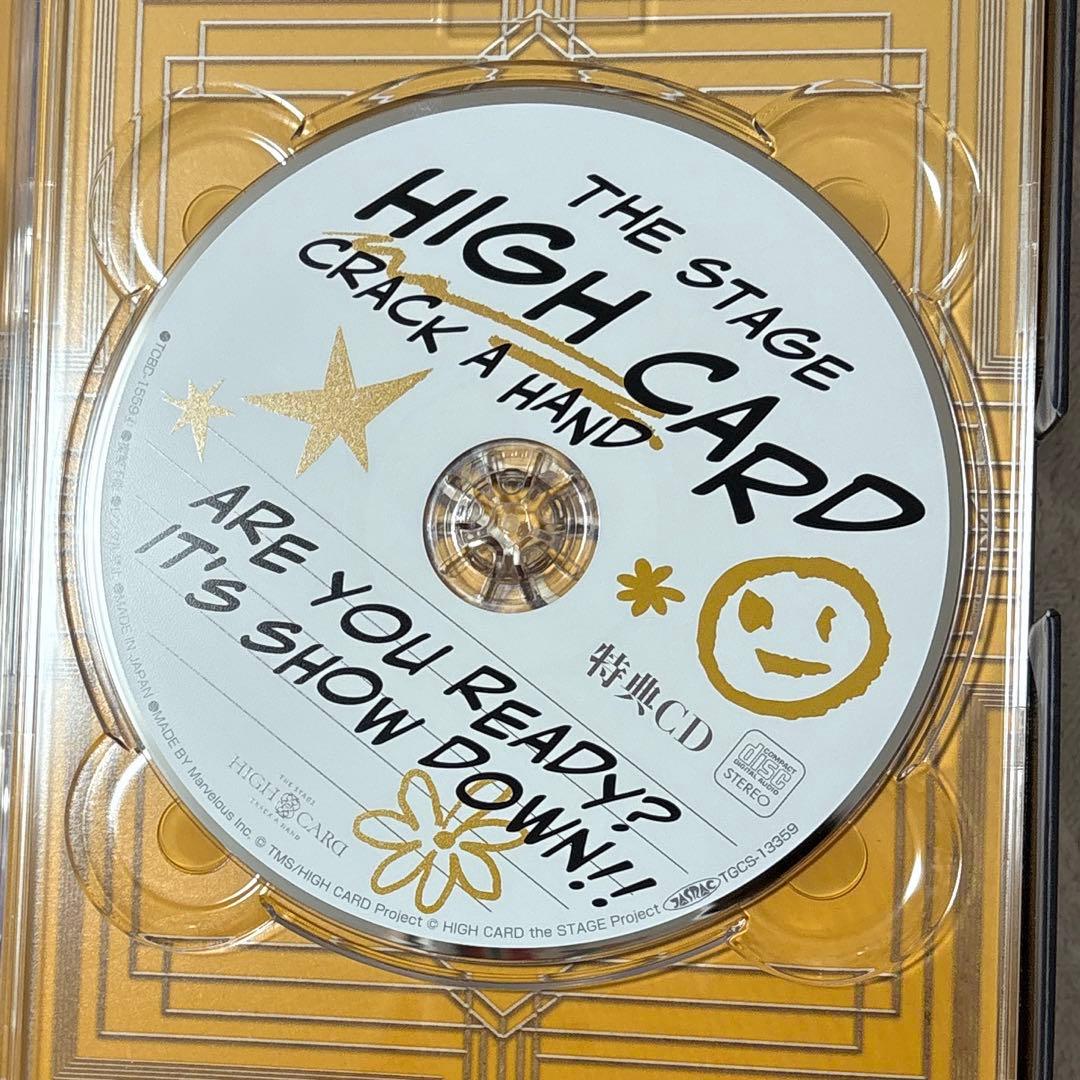 THE STAGE
HIGH CARD
CRACK A HAND
ARE YOU READY?
IT'S SHOW DOWN!!
特典CD
COMPACT
disc
DIGITAL AUDIO
STEREO
THE STAGE
HIGH CARD
CRACK A HAND
MADE IN JAPAN ●MADE BY Marvelous Inc. © TMS/HIGH CARD Project © HIGH CARD the STAGE Project JASRAC TGCS-13359